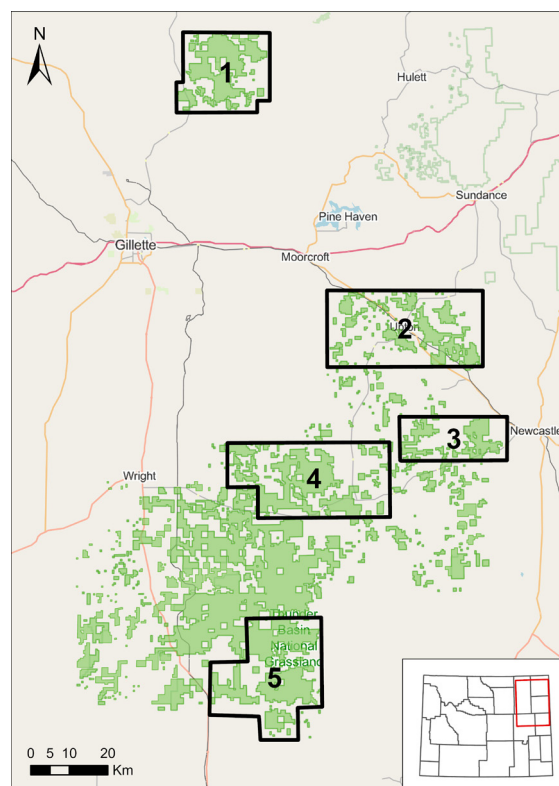 N
1
Hulett
Sundance
Pine Haven
Gillette
Moorcroft
2
Upton
Newcastle
3
4
Wright
Thunder
Basin
National
Grassland
5
0 5 10 20
Km